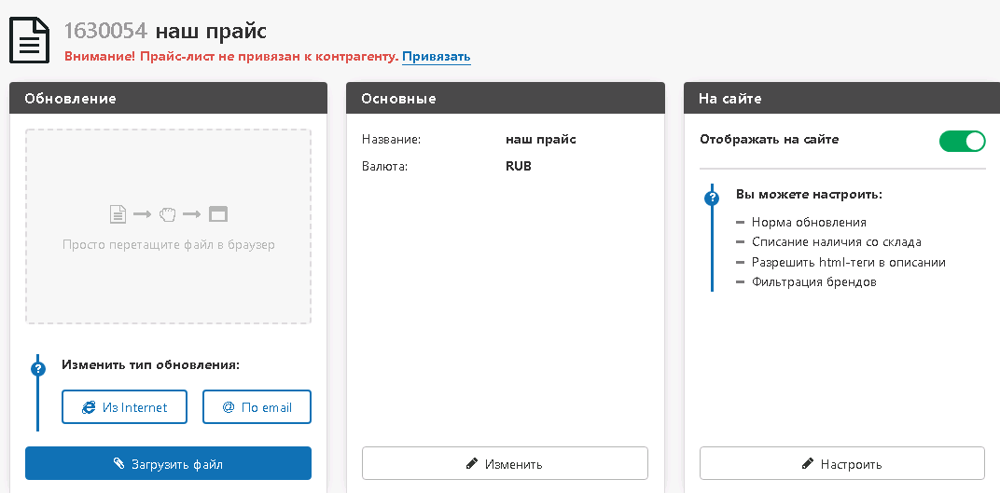 1630054 наш прайс
Внимание! Прайс-лист не привязан к контрагенту. Привязать
Обновление
Просто перетащите файл в браузер
? Изменить тип обновления:
Из Internet
@ По email
Загрузить файл
Основные
Название: наш прайс
Валюта: RUB
Изменить
На сайте
Отображать на сайте
? Вы можете настроить:
– Норма обновления
– Списание наличия со склада
– Разрешить html-теги в описании
– Фильтрация брендов
Настроить